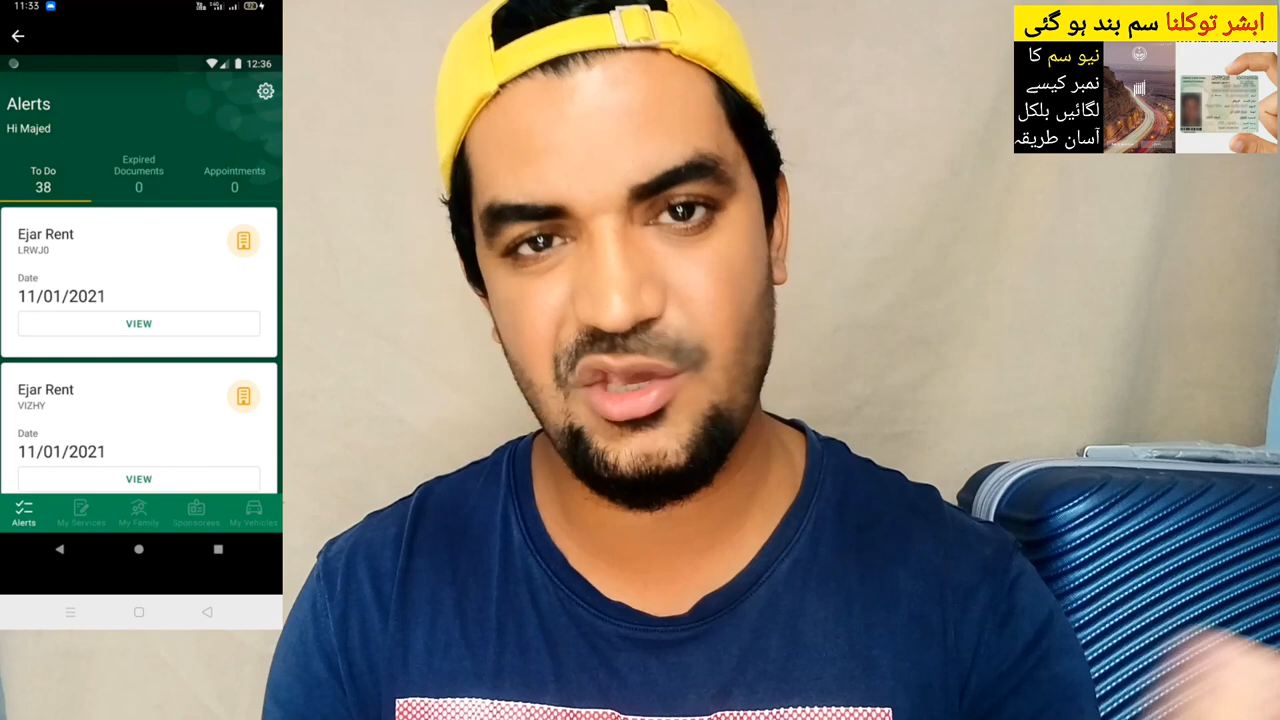 11:33
12:36
Alerts
Hi Majed
To Do
38
Expired
Documents
0
Appointments
0
Ejar Rent
LRWJ0
Date
11/01/2021
VIEW
Ejar Rent
VIZHY
Date
11/01/2021
VIEW
Alerts
My Services
My Family
Sponsorees
My Vehicles
ابشر توکلنا سم بند ہو گئی
نیو سم کا
نمبر کیسے
لگائیں بلکل
آسان طریقہ
أبشر